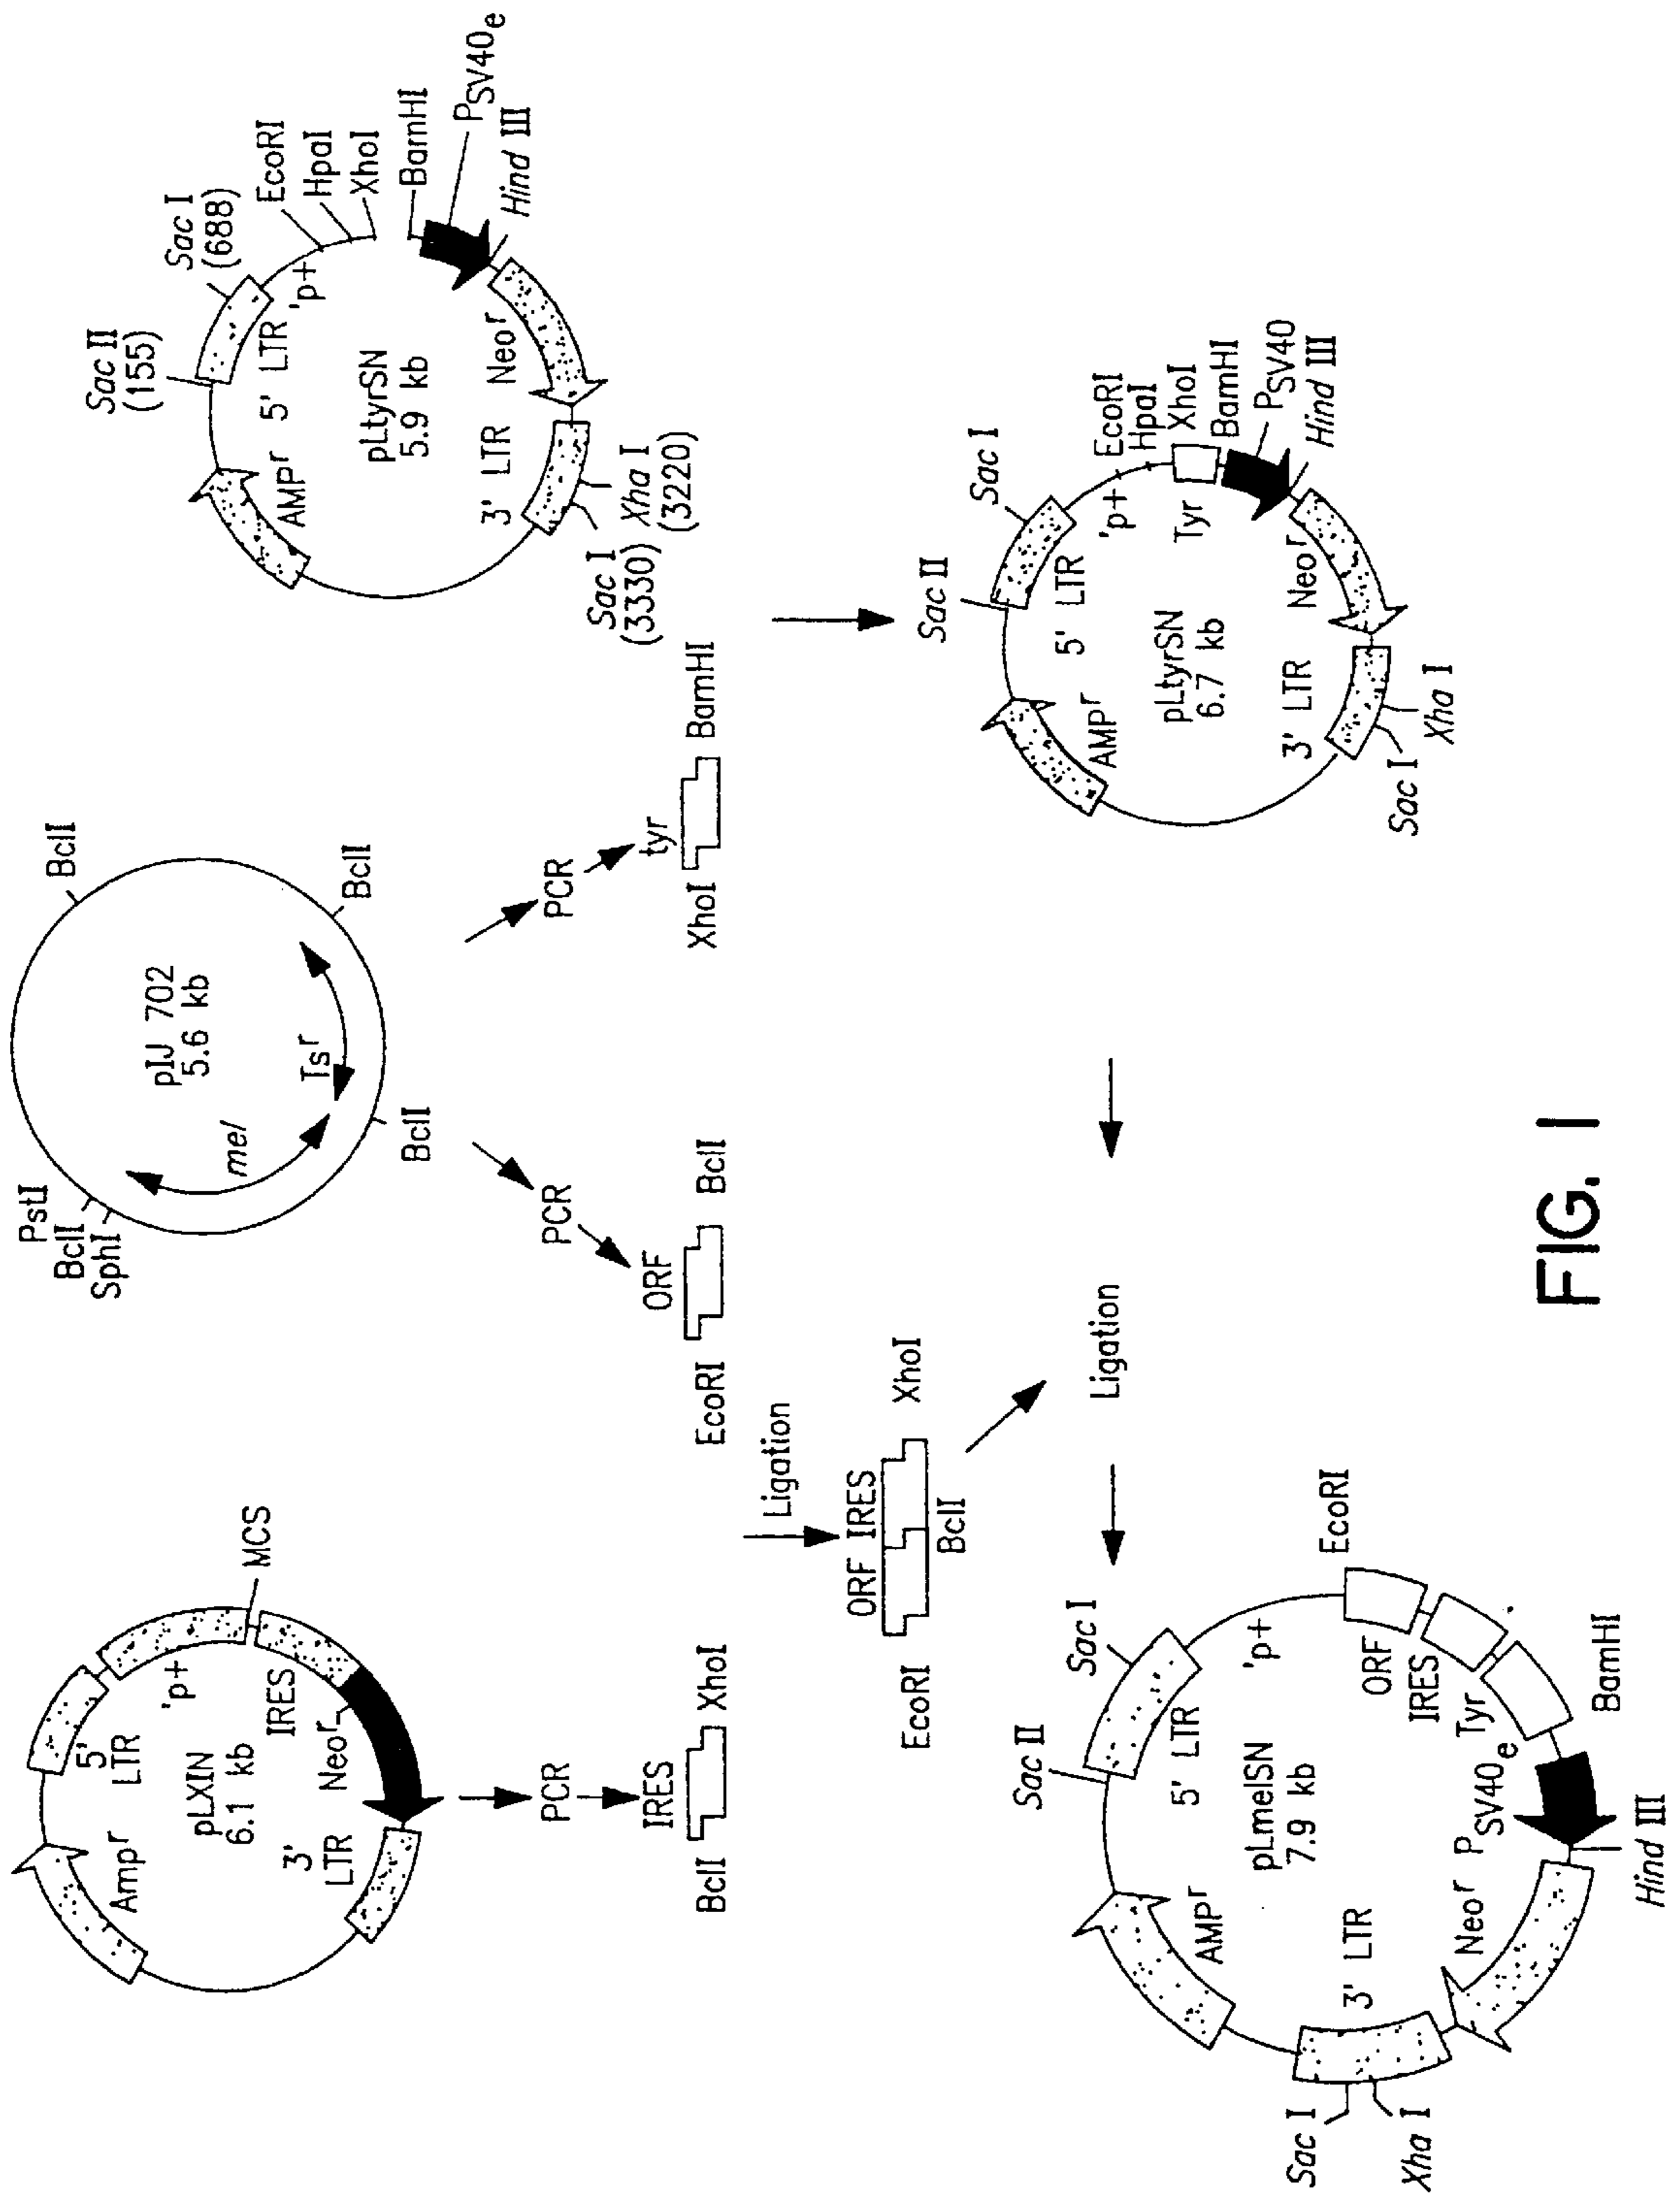 Ampʳ
5'
LTR
'p+
MCS
pLXIN
6.1 kb
IRES
Neoʳ
3'
LTR
PCR
IRES
BclI
XhoI
PstI
BclI
SphI
BclI
mel
pIJ 702
5.6 kb
Tsʳ
BclI
BclI
PCR
ORF
EcoRI
BclI
PCR
tyr
XhoI
BamHI
Sac II
(155)
Sac I
(688)
EcoRI
HpaI
XhoI
BamHI
PSV40e
Hind III
AMPʳ
5' LTR
'p+
pLtyrSN
5.9 kb
Neoʳ
3' LTR
Sac I
(3330)
Xha I
(3220)
Ligation
ORF IRES
EcoRI
XhoI
BclI
Ligation
Sac II
Sac I
EcoRI
HpaI
XhoI
BamHI
PSV40
Hind III
AMPʳ
5' LTR
'p+
Tyr
pLtyrSN
6.7 kb
Neoʳ
3' LTR
Sac I
Xha I
Sac II
Sac I
EcoRI
AMPʳ
5' LTR
'p+
ORF
IRES
Tyr
pLmelSN
7.9 kb
BamHI
3' LTR
Neoʳ PSV40e
Sac I
Xha I
Hind III
FIG. 1